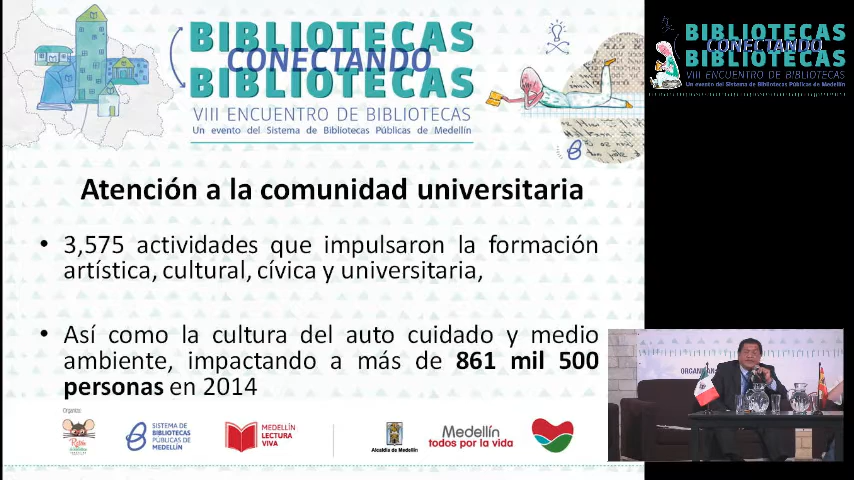 BIBLIOTECAS
CONECTANDO
BIBLIOTECAS
VIII ENCUENTRO DE BIBLIOTECAS
Un evento del Sistema de Bibliotecas Públicas de Medellín
Atención a la comunidad universitaria
• 3,575 actividades que impulsaron la formación
artística, cultural, cívica y universitaria,
• Así como la cultura del auto cuidado y medio
ambiente, impactando a más de 861 mil 500
personas en 2014
Organiza:
SISTEMA DE
BIBLIOTECAS
PÚBLICAS DE
MEDELLÍN
MEDELLÍN
LECTURA
VIVA
Alcaldía de Medellín
Medellín
todos por la vida
BIBLIOTECAS
CONECTANDO
BIBLIOTECAS
VIII ENCUENTRO DE BIBLIOTECAS
Un evento del Sistema de Bibliotecas Públicas de Medellín